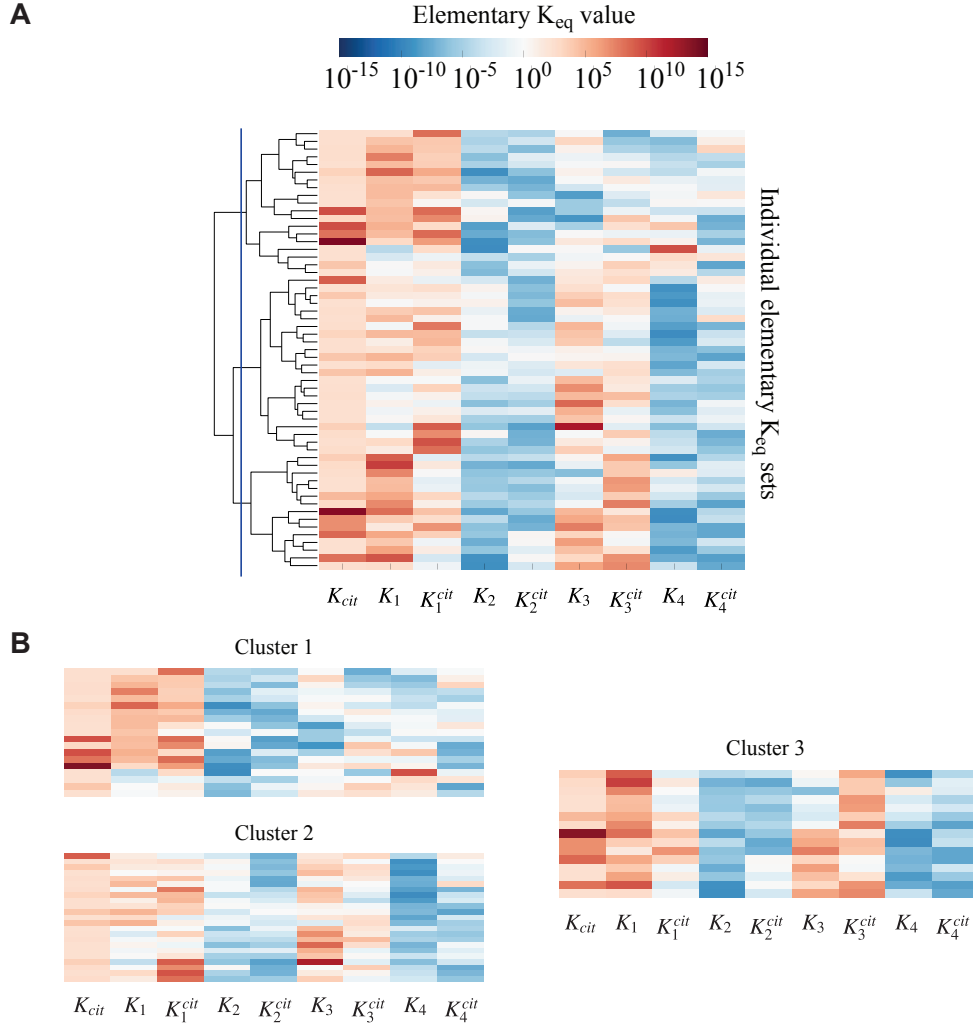 A
Elementary K_eq value
10^-15 10^-10 10^-5 10^0 10^5 10^10 10^15
Individual elementary K_eq sets
K_cit K_1 K_1^cit K_2 K_2^cit K_3 K_3^cit K_4 K_4^cit
B
Cluster 1
Cluster 2
K_cit K_1 K_1^cit K_2 K_2^cit K_3 K_3^cit K_4 K_4^cit
Cluster 3
K_cit K_1 K_1^cit K_2 K_2^cit K_3 K_3^cit K_4 K_4^cit